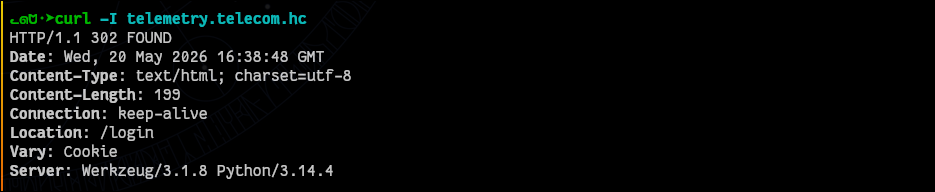 curl -I telemetry.telecom.hc
HTTP/1.1 302 FOUND
Date: Wed, 20 May 2026 16:38:48 GMT
Content-Type: text/html; charset=utf-8
Content-Length: 199
Connection: keep-alive
Location: /login
Vary: Cookie
Server: Werkzeug/3.1.8 Python/3.14.4